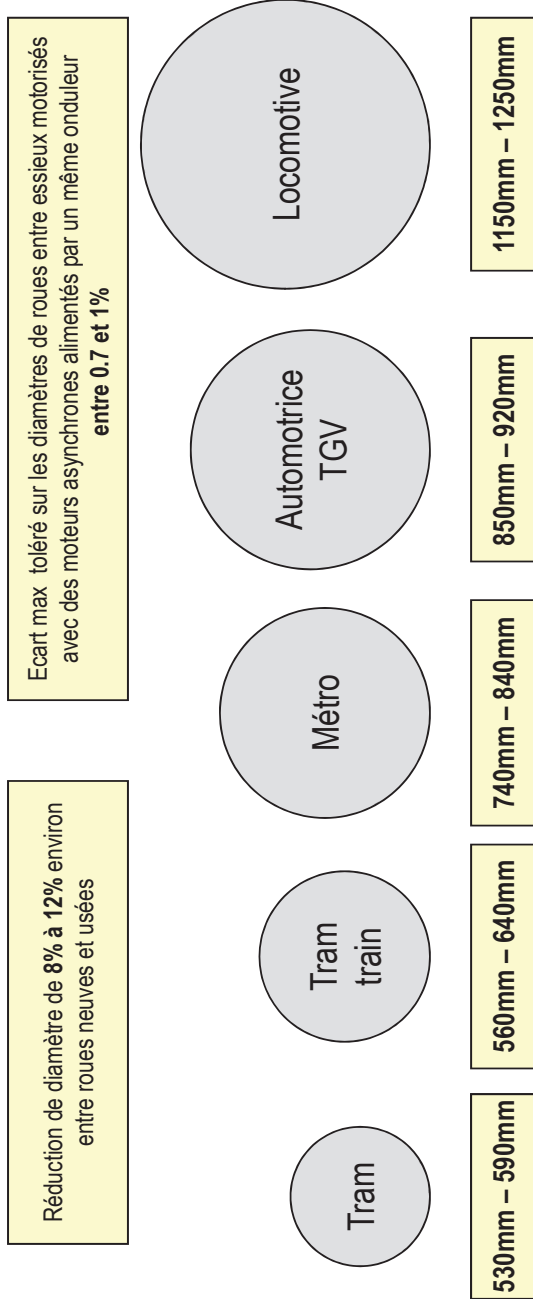 Réduction de diamètre de 8% à 12% environ
entre roues neuves et usées
Ecart max toléré sur les diamètres de roues entre essieux motorisés
avec des moteurs asynchrones alimentés par un même onduleur
entre 0.7 et 1%
Tram
Tram
train
Métro
Automotrice
TGV
Locomotive
530mm – 590mm
560mm – 640mm
740mm – 840mm
850mm – 920mm
1150mm – 1250mm